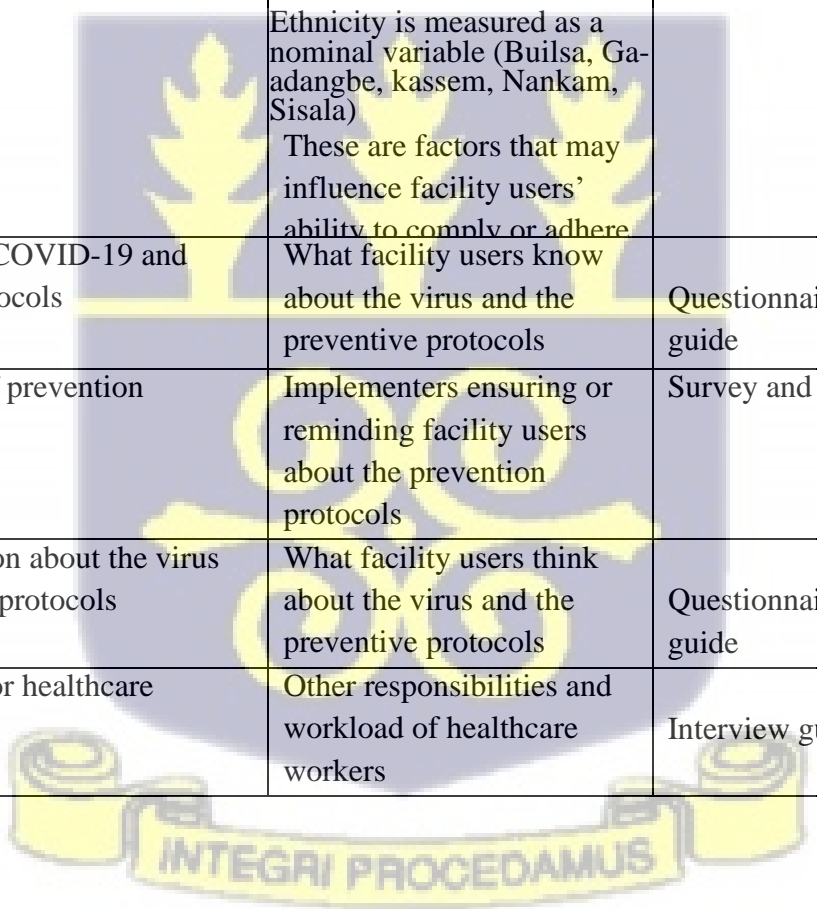 Ethnicity is measured as a
nominal variable (Builsa, Ga-
adangbe, kassem, Nankam,
Sisala)
These are factors that may
influence facility users’
ability to comply or adhere
COVID-19 and
ocols
What facility users know
about the virus and the
preventive protocols
Questionnai
guide
prevention
Implementers ensuring or
reminding facility users
about the prevention
protocols
Survey and
on about the virus
protocols
What facility users think
about the virus and the
preventive protocols
Questionnai
guide
or healthcare
Other responsibilities and
workload of healthcare
workers
Interview gu
INTEGRI PROCEDAMUS